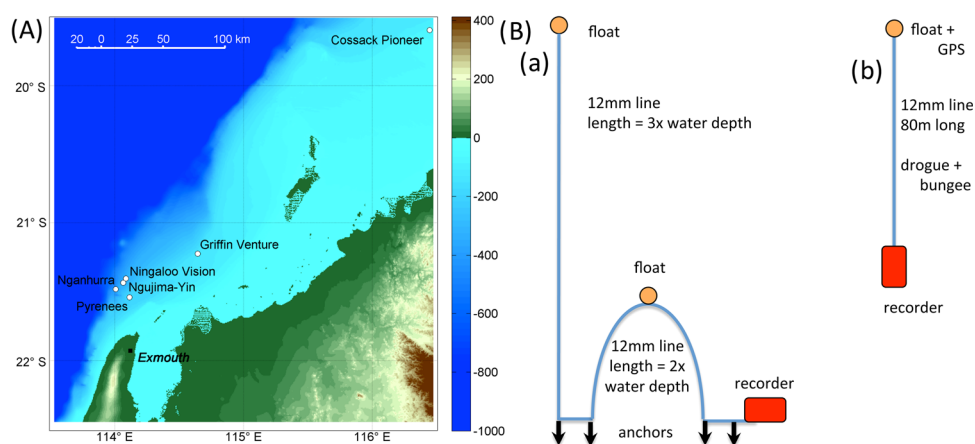 (A)
20 0 25 50 100 km
Cossack Pioneer
20° S
21° S
22° S
Griffin Venture
Ningaloo Vision
Nganhurra
Ngujima-Yin
Pyrenees
Exmouth
114°E
115°E
116°E
400
200
0
-200
-400
-600
-800
-1000
(B)
(a)
float
12mm line
length = 3x water depth
float
12mm line
length = 2x
water depth
recorder
anchors
(b)
float +
GPS
12mm line
80m long
drogue +
bungee
recorder